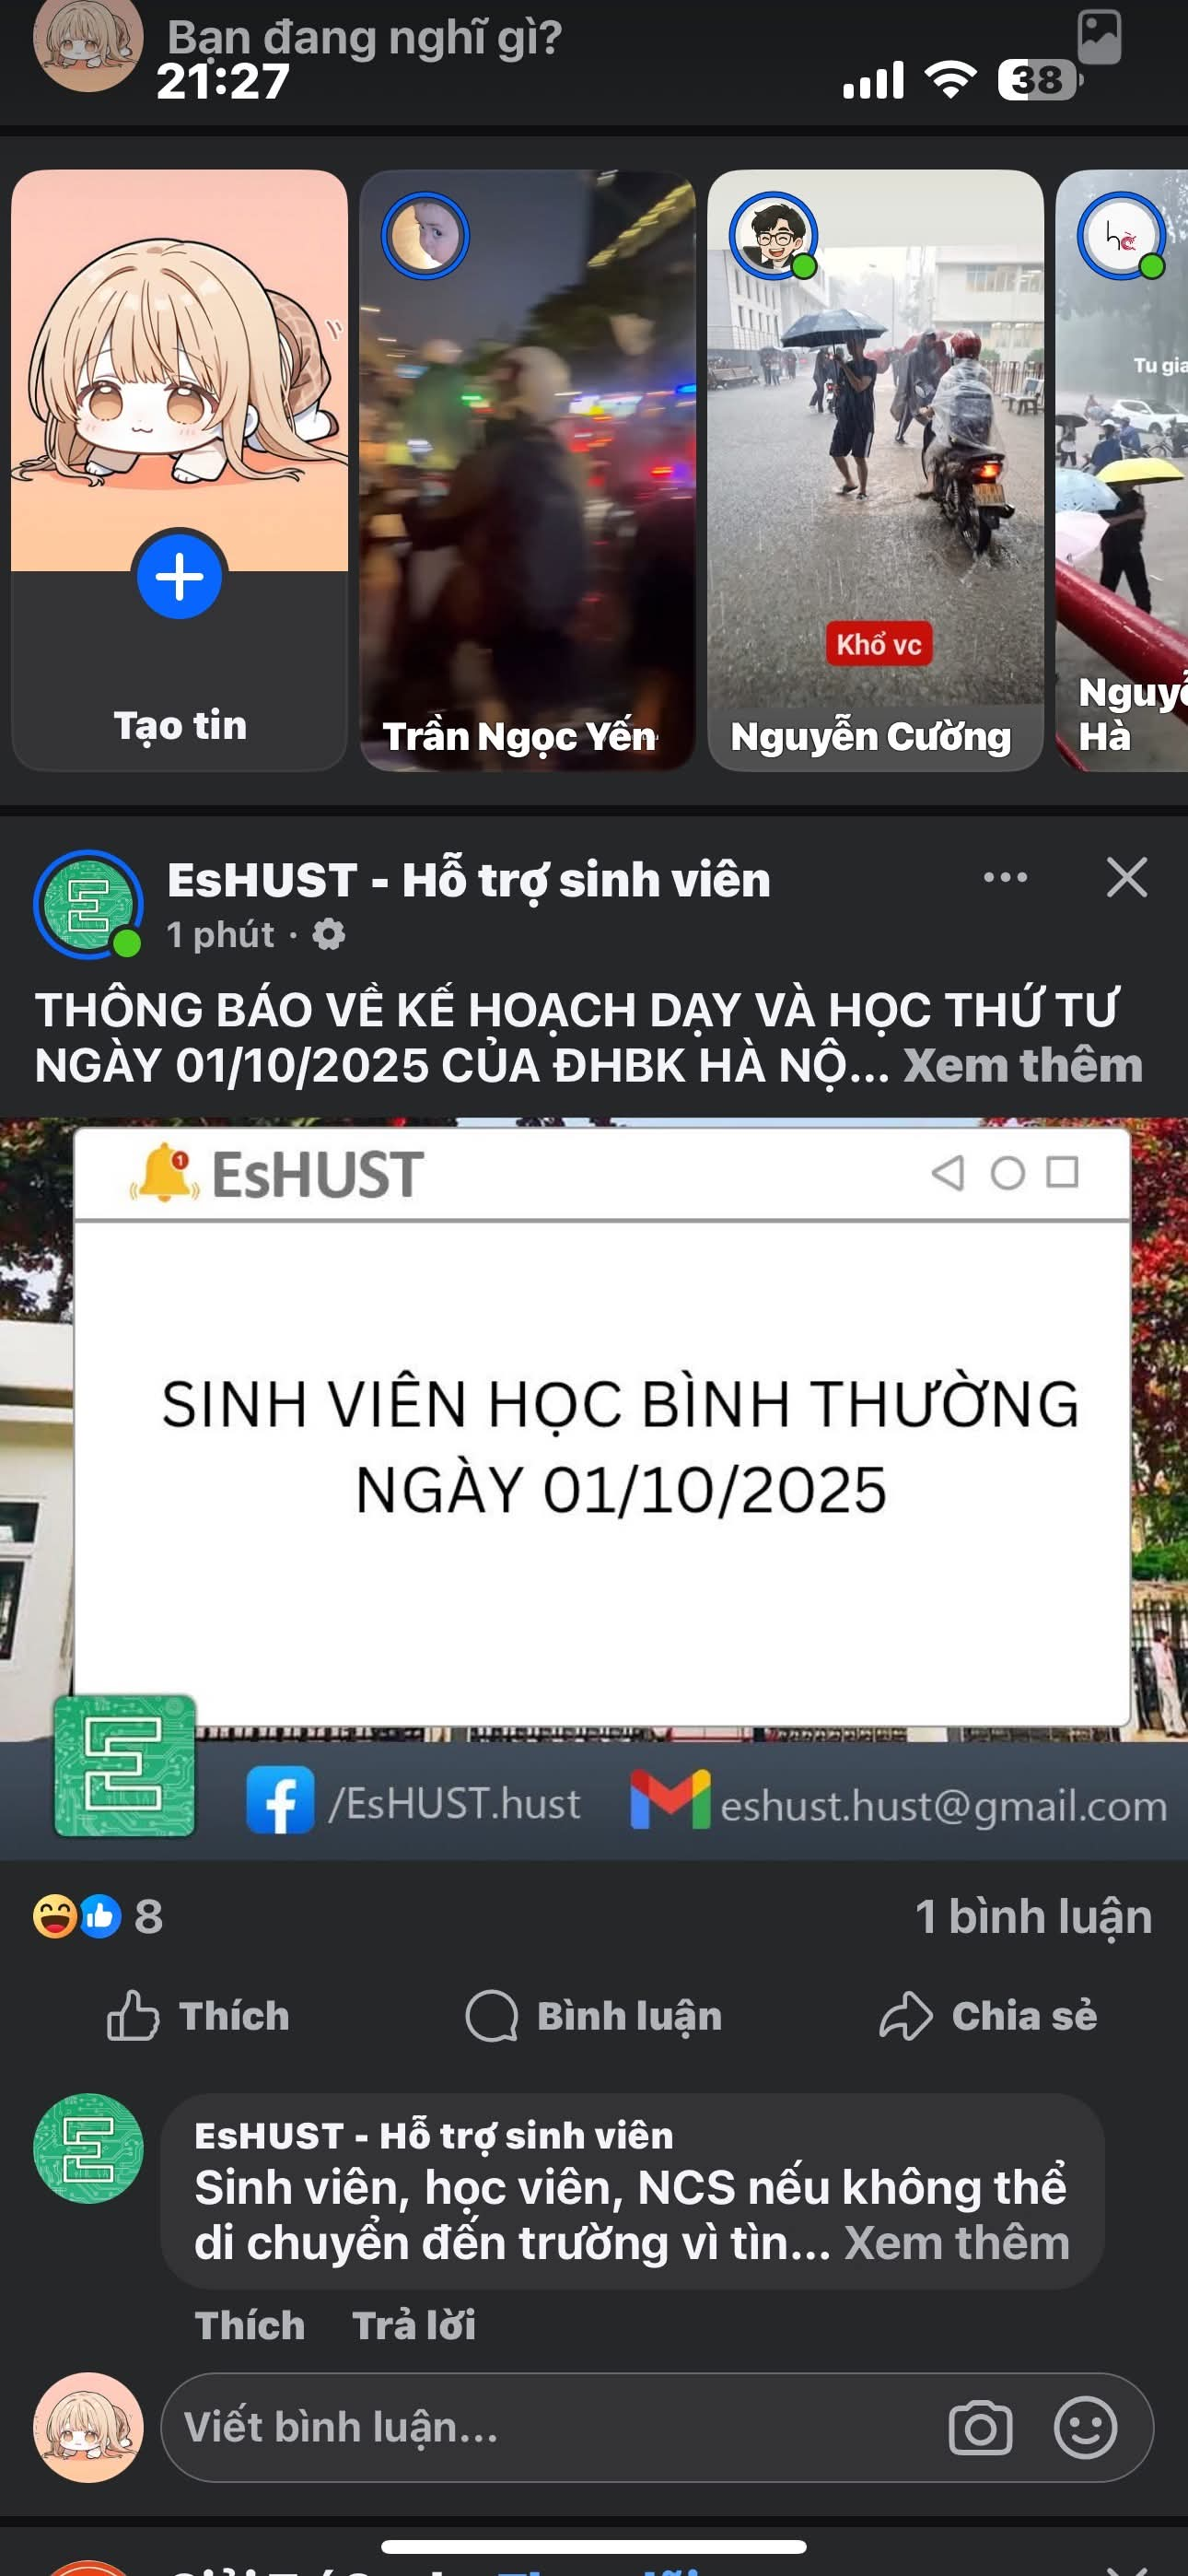 Bạn đang nghĩ gì?
21:27
38
Tu gia
Khổ vc
Tạo tin
Trần Ngọc Yến
Nguyễn Cường
Nguyễ
Hà
EsHUST - Hỗ trợ sinh viên
1 phút ·
THÔNG BÁO VỀ KẾ HOẠCH DẠY VÀ HỌC THỨ TƯ
NGÀY 01/10/2025 CỦA ĐHBK HÀ NỘ... Xem thêm
1 EsHUST
SINH VIÊN HỌC BÌNH THƯỜNG
NGÀY 01/10/2025
E
/EsHUST.hust eshust.hust@gmail.com
8 1 bình luận
Thích Bình luận Chia sẻ
EsHUST - Hỗ trợ sinh viên
Sinh viên, học viên, NCS nếu không thể
di chuyển đến trường vì tìn... Xem thêm
Thích Trả lời
Viết bình luận...